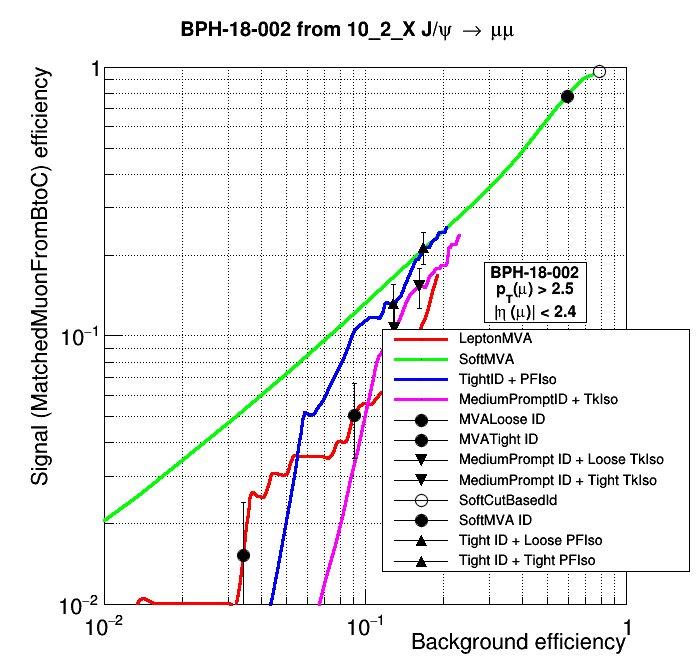 BPH-18-002 from 10_2_X J/ψ → μμ
Signal (MatchedMuonFromBtoC) efficiency
1
10⁻¹
10⁻²
BPH-18-002
p_T(μ) > 2.5
|η (μ)| < 2.4
LeptonMVA
SoftMVA
TightID + PFIso
MediumPromptID + TkIso
MVALoose ID
MVATight ID
MediumPrompt ID + Loose TkIso
MediumPrompt ID + Tight TkIso
SoftCutBasedId
SoftMVA ID
Tight ID + Loose PFIso
Tight ID + Tight PFIso
10⁻² 10⁻¹ 1
Background efficiency